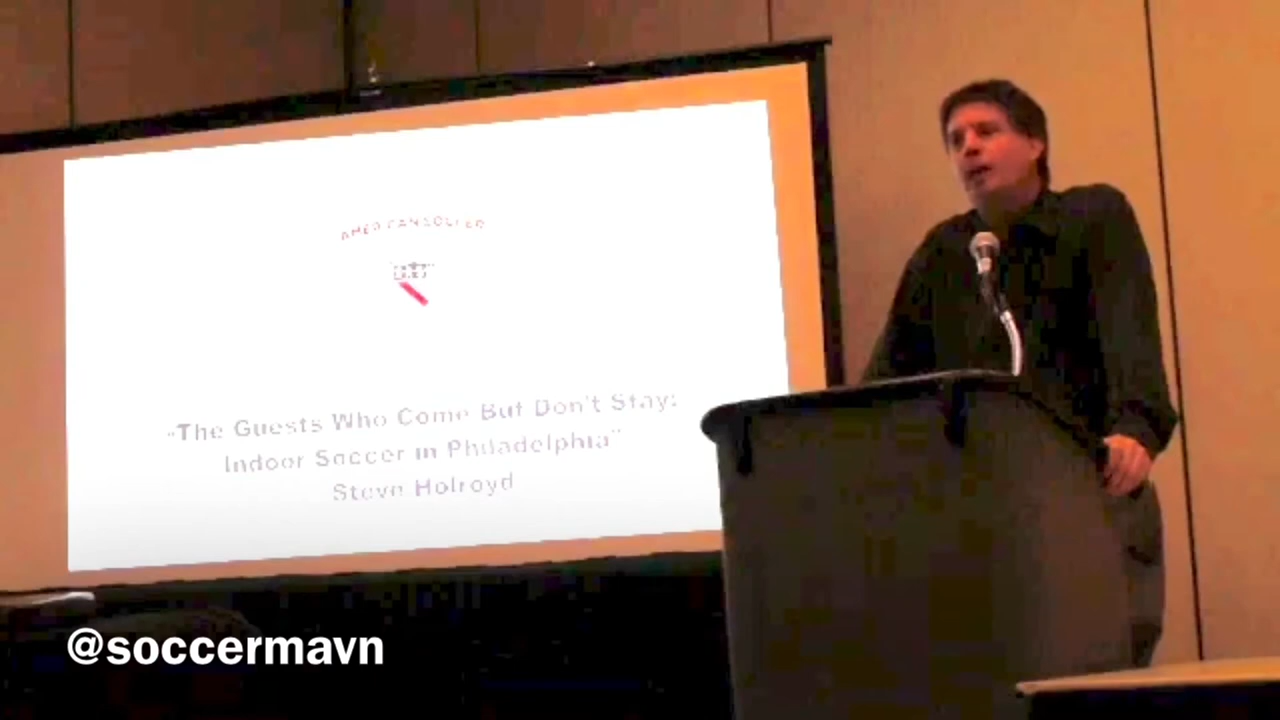 "The Guests Who Come But Don't Stay:
Indoor Soccer in Philadelphia"
Steve Holroyd
@soccermavn